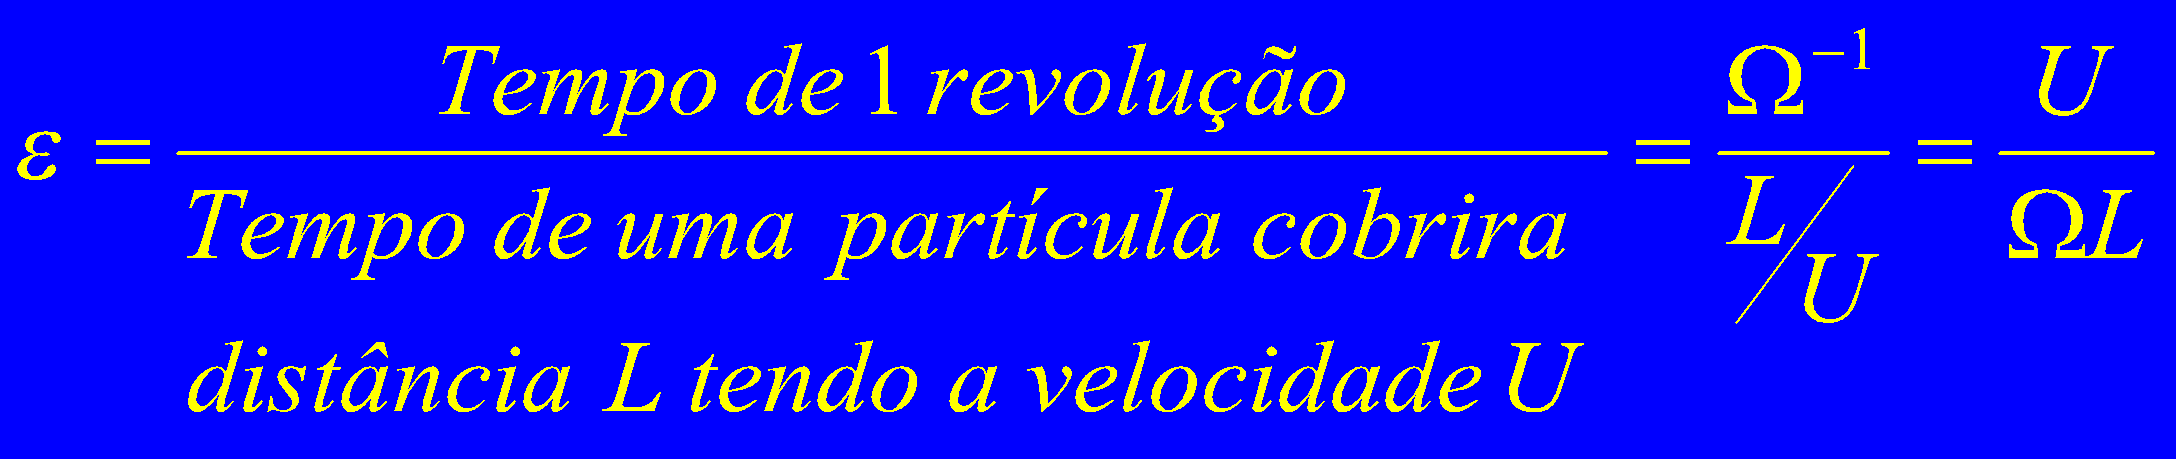 ε = Tempo de 1 revolução / Tempo de uma partícula cobrira = Ω⁻¹ / L/U = U / ΩL
distância L tendo a velocidade U